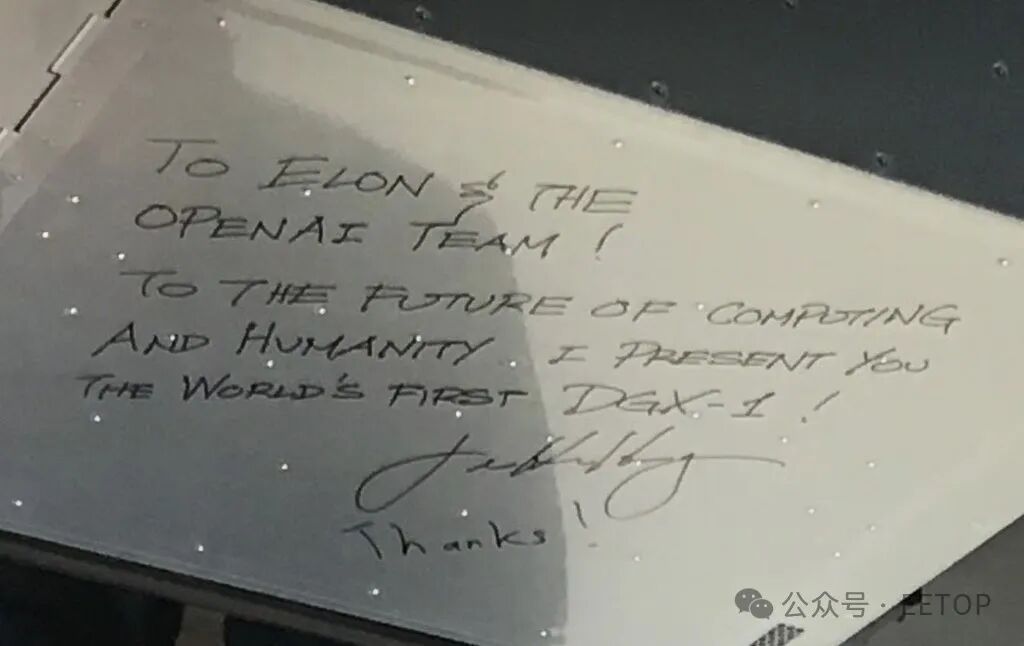 TO ELON & THE
OPENAI TEAM!
TO THE FUTURE OF COMPUTING
AND HUMANITY. I PRESENT YOU
THE WORLD'S FIRST DGX-1!
Thanks!
公众号 · EETOP